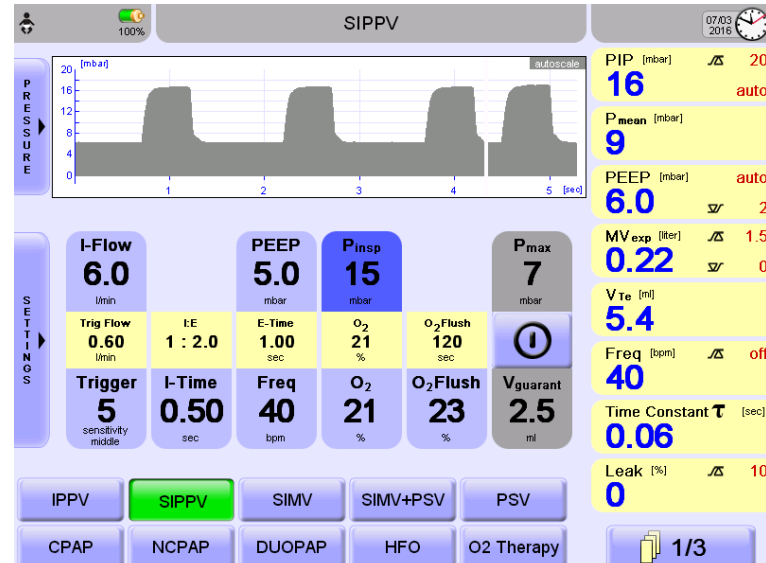 100%
SIPPV
07/03
2016
PRESSURE
[mbar]
autoscale
20
16
12
8
4
0
1
2
3
4
5
[sec]
PIP [mbar]
20
16
auto
Pmean [mbar]
9
PEEP [mbar]
auto
6.0
2
MVexp [liter]
1.5
0.22
0
VTe [ml]
5.4
Freq [bpm]
off
40
Time Constant τ [sec]
0.06
Leak [%]
10
0
1/3
SETTINGS
I-Flow
6.0
l/min
PEEP
5.0
mbar
Pinsp
15
mbar
Pmax
7
mbar
Trig Flow
0.60
l/min
I:E
1 : 2.0
E-Time
1.00
sec
O2
21
%
O2Flush
120
sec
Trigger
5
sensitivity
middle
I-Time
0.50
sec
Freq
40
bpm
O2
21
%
O2Flush
23
%
Vguarant
2.5
ml
IPPV
SIPPV
SIMV
SIMV+PSV
PSV
CPAP
NCPAP
DUOPAP
HFO
O2 Therapy